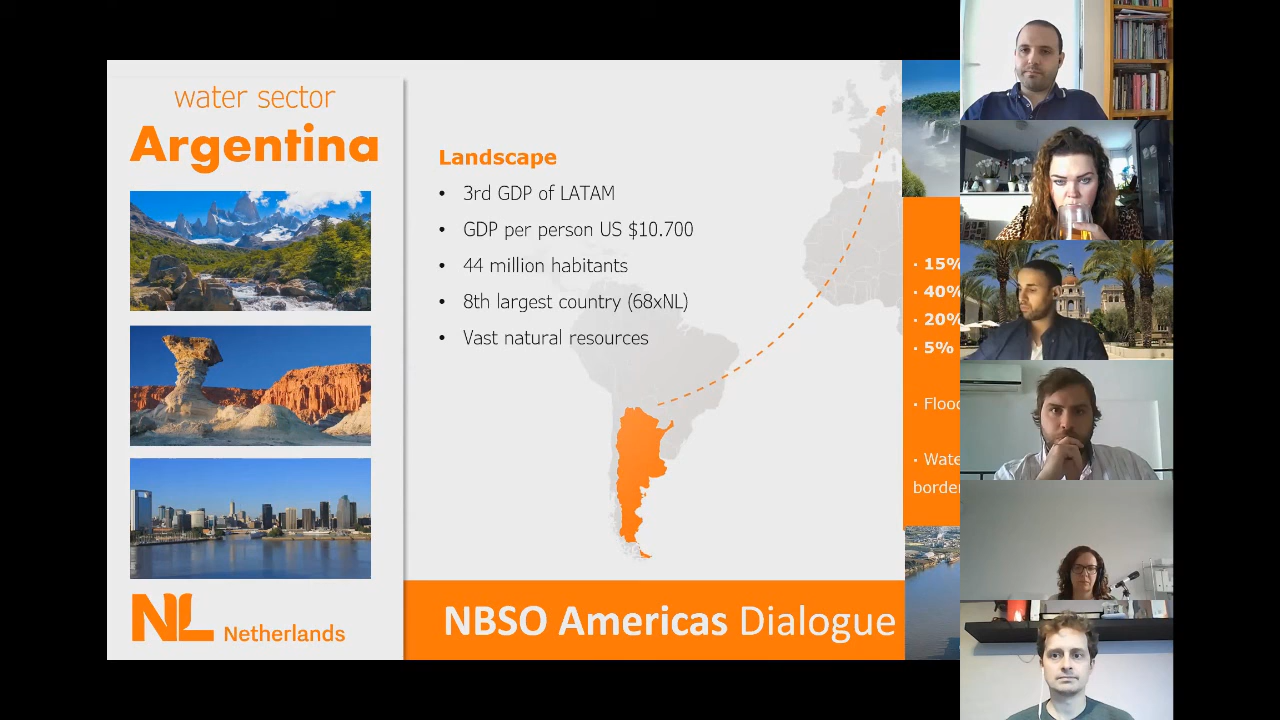 water sector
Argentina
Landscape
• 3rd GDP of LATAM
• GDP per person US $10.700
• 44 million habitants
• 8th largest country (68xNL)
• Vast natural resources
NL Netherlands
NBSO Americas Dialogue
· 15%
· 40%
· 20%
· 5%
· Flood
· Wate
borde